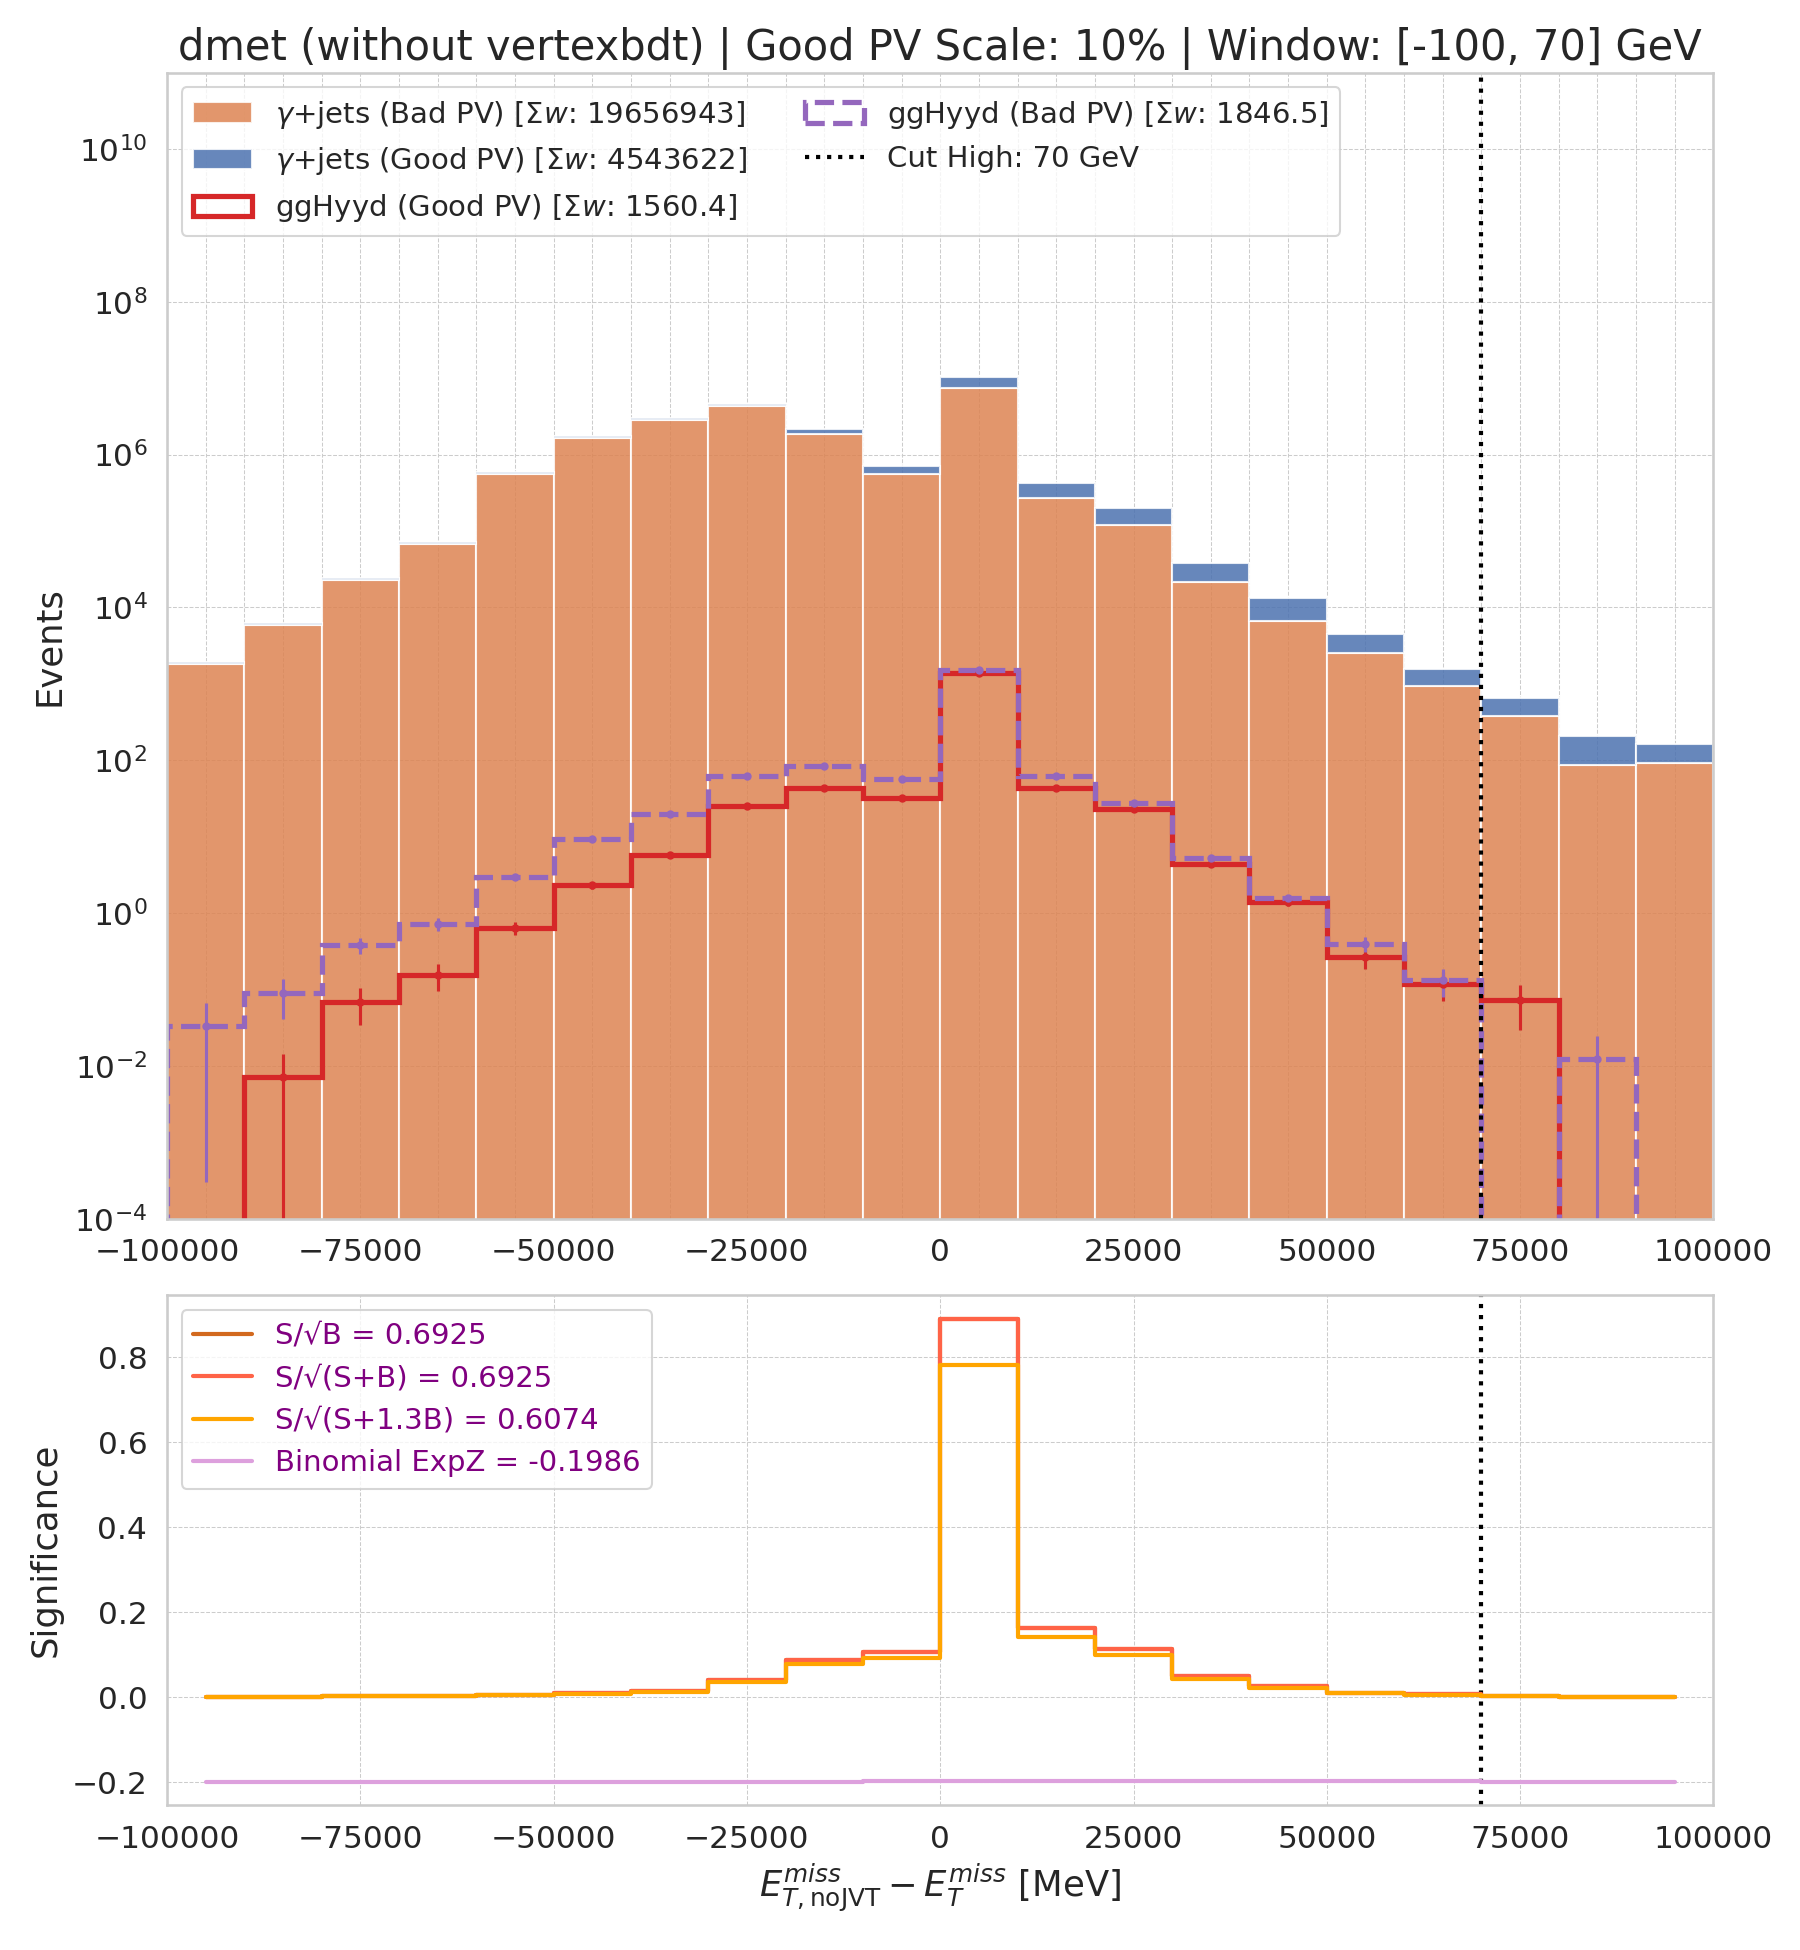 dmet (without vertexbdt) | Good PV Scale: 10% | Window: [-100, 70] GeV
γ+jets (Bad PV) [Σw: 19656943]
γ+jets (Good PV) [Σw: 4543622]
ggHyyd (Good PV) [Σw: 1560.4]
ggHyyd (Bad PV) [Σw: 1846.5]
Cut High: 70 GeV
10¹⁰
10⁸
10⁶
10⁴
10²
10⁰
10⁻²
10⁻⁴
Events
−100000 −75000 −50000 −25000 0 25000 50000 75000 100000
S/√B = 0.6925
S/√(S+B) = 0.6925
S/√(S+1.3B) = 0.6074
Binomial ExpZ = -0.1986
0.8
0.6
0.4
0.2
0.0
−0.2
Significance
−100000 −75000 −50000 −25000 0 25000 50000 75000 100000
E_{T,noJVT}^{miss} − E_T^{miss} [MeV]